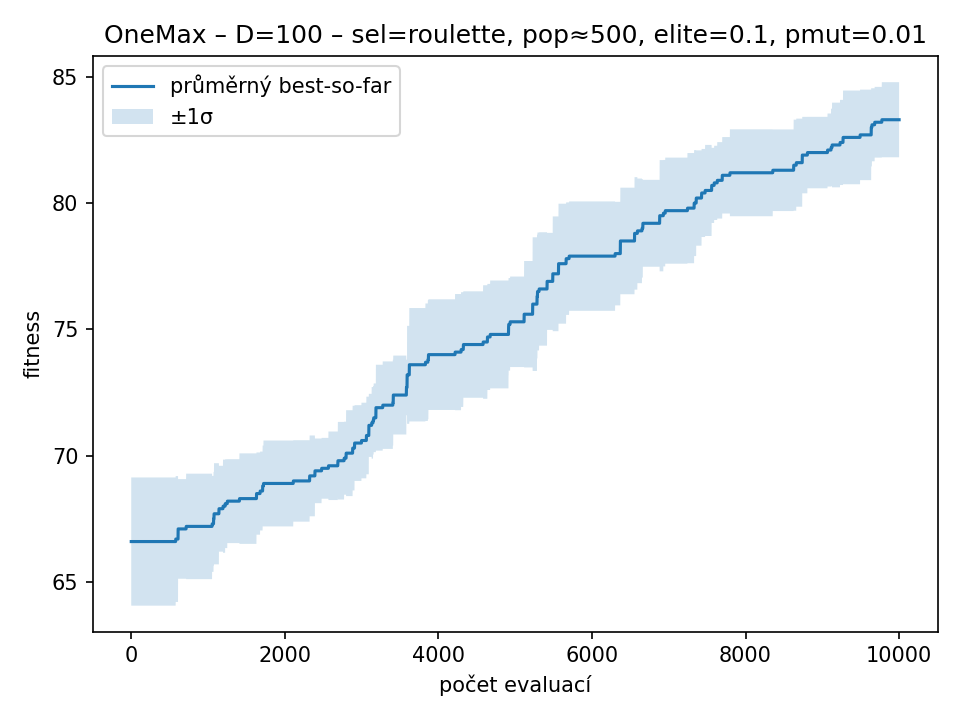 OneMax – D=100 – sel=roulette, pop≈500, elite=0.1, pmut=0.01
průměrný best-so-far
±1σ
85
80
75
70
65
fitness
0 2000 4000 6000 8000 10000
počet evaluací